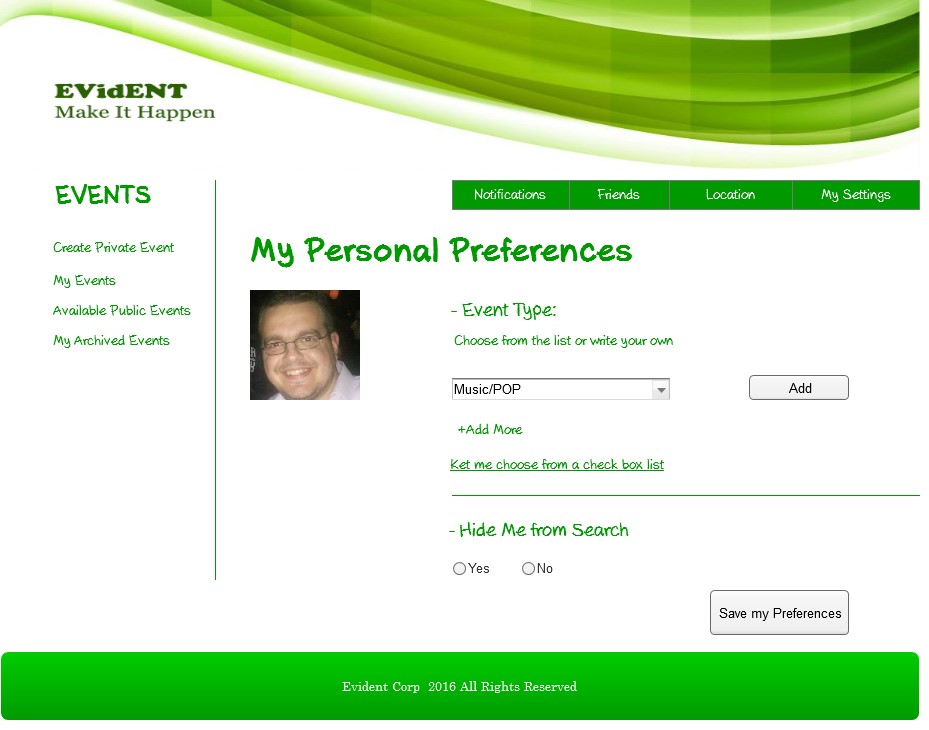 EVidENT
Make It Happen
EVENTS
Notifications Friends Location My Settings
Create Private Event
My Events
Available Public Events
My Archived Events
My Personal Preferences
- Event Type:
Choose from the list or write your own
Music/POP
Add
+Add More
Ket me choose from a check box list
- Hide Me from Search
Yes No
Save my Preferences
Evident Corp 2016 All Rights Reserved